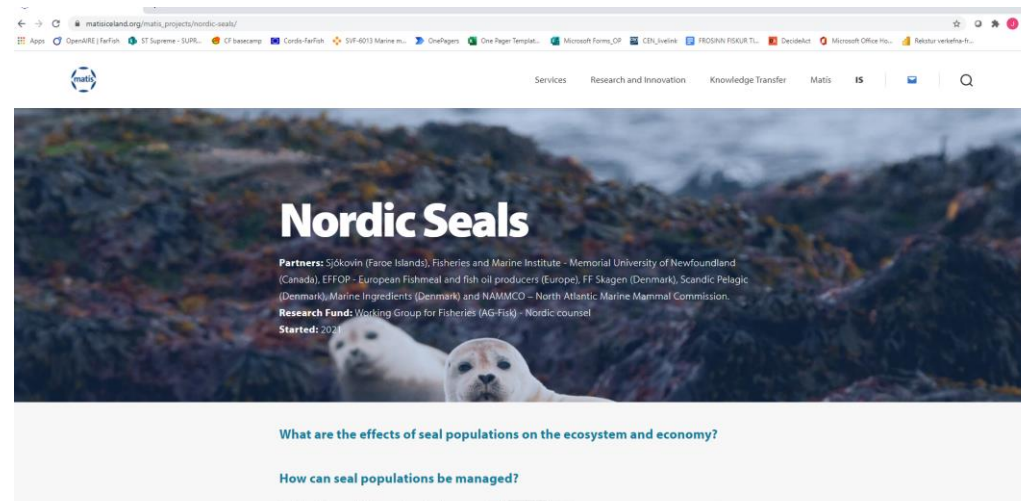 matisiceland.org/matis_projects/nordic-seals/
Apps OpenAIRE | FarFish ST Supreme - SUPR... CF basecamp Cordis-FarFish SVF-6013 Marine m... OnePagers One Pager Templat... Microsoft Forms_OP CEN_livelink FROSINN FISKUR TI... DecideAct Microsoft Office Ho... Rekstur verkefna-fr...
matís
Services Research and Innovation Knowledge Transfer Matís IS
Nordic Seals
Partners: Sjókovin (Faroe Islands), Fisheries and Marine Institute - Memorial University of Newfoundland
(Canada), EFFOP - European Fishmeal and fish oil producers (Europe), FF Skagen (Denmark), Scandic Pelagic
(Denmark), Marine Ingredients (Denmark) and NAMMCO – North Atlantic Marine Mammal Commission.
Research Fund: Working Group for Fisheries (AG-Fisk) - Nordic counsel
Started: 2021
What are the effects of seal populations on the ecosystem and economy?
How can seal populations be managed?